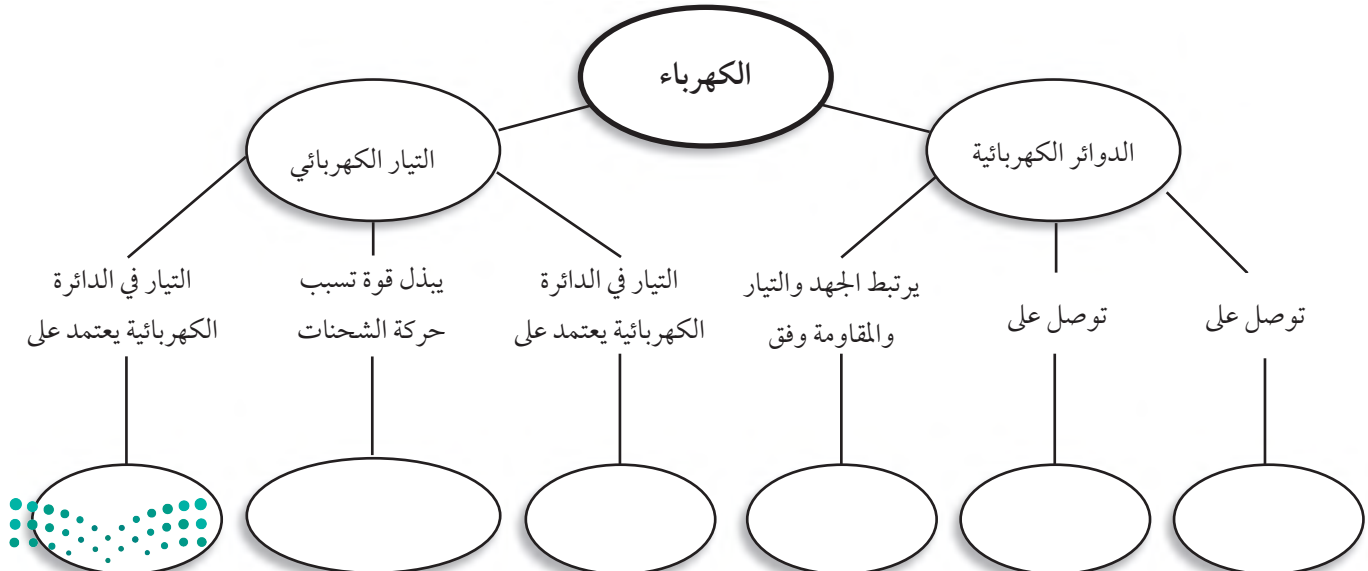 الكهرباء
الدوائر الكهربائية
التيار الكهربائي
توصل على
توصل على
يرتبط الجهد والتيار
والمقاومة وفق
التيار في الدائرة
الكهربائية يعتمد على
يبذل قوة تسبب
حركة الشحنات
التيار في الدائرة
الكهربائية يعتمد على